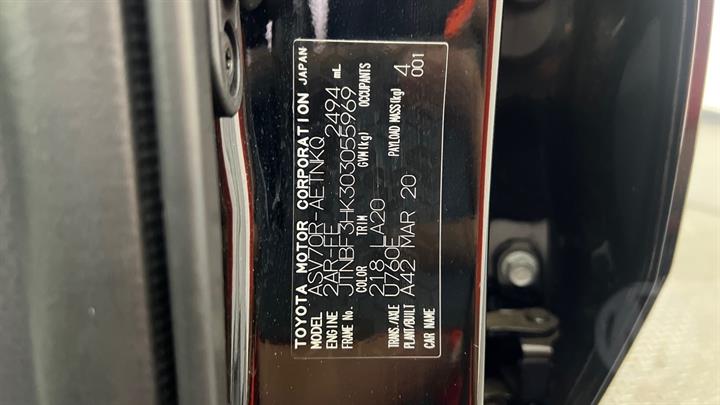 TOYOTA MOTOR CORPORATION JAPAN
MODEL ASV70R-AETNKQ
ENGINE 2AR-FE 2494 mL
FRAME No. JTNBF3HK303055969
COLOR TRIM GVM(kg) OCCUPANTS
218 LA20 4
TRANS./AXLE U760E PAYLOAD MASS(kg) 001
PLANT/BUILT A42 MAR 20
CAR NAME